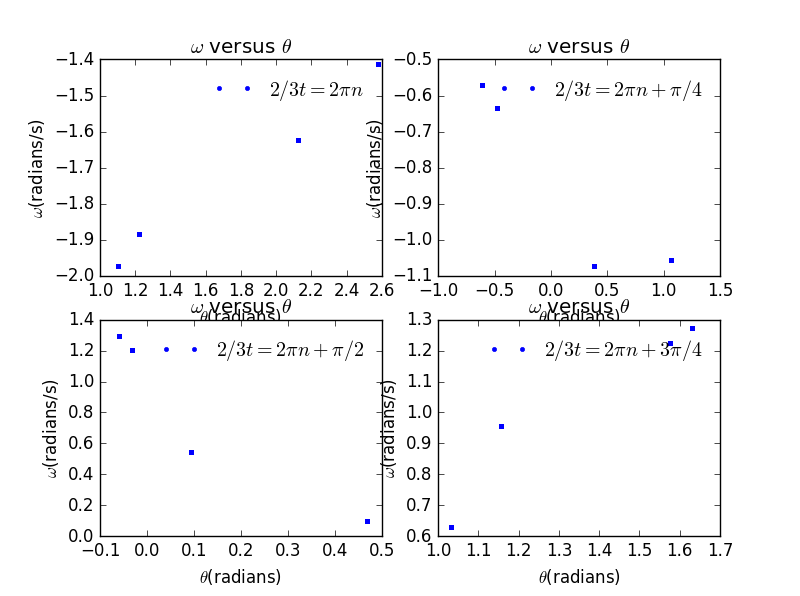 ω versus θ
ω versus θ
−1.4
−1.5
−1.6
−1.7
−1.8
−1.9
−2.0
ω(radians/s)
2/3t = 2πn
1.0 1.2 1.4 1.6 1.8 2.0 2.2 2.4 2.6
θ(radians)
−0.5
−0.6
−0.7
−0.8
−0.9
−1.0
−1.1
ω(radians/s)
2/3t = 2πn + π/4
−1.0 −0.5 0.0 0.5 1.0 1.5
θ(radians)
ω versus θ
ω versus θ
1.4
1.2
1.0
0.8
0.6
0.4
0.2
0.0
ω(radians/s)
2/3t = 2πn + π/2
−0.1 0.0 0.1 0.2 0.3 0.4 0.5
θ(radians)
1.3
1.2
1.1
1.0
0.9
0.8
0.7
0.6
ω(radians/s)
2/3t = 2πn + 3π/4
1.0 1.1 1.2 1.3 1.4 1.5 1.6 1.7
θ(radians)